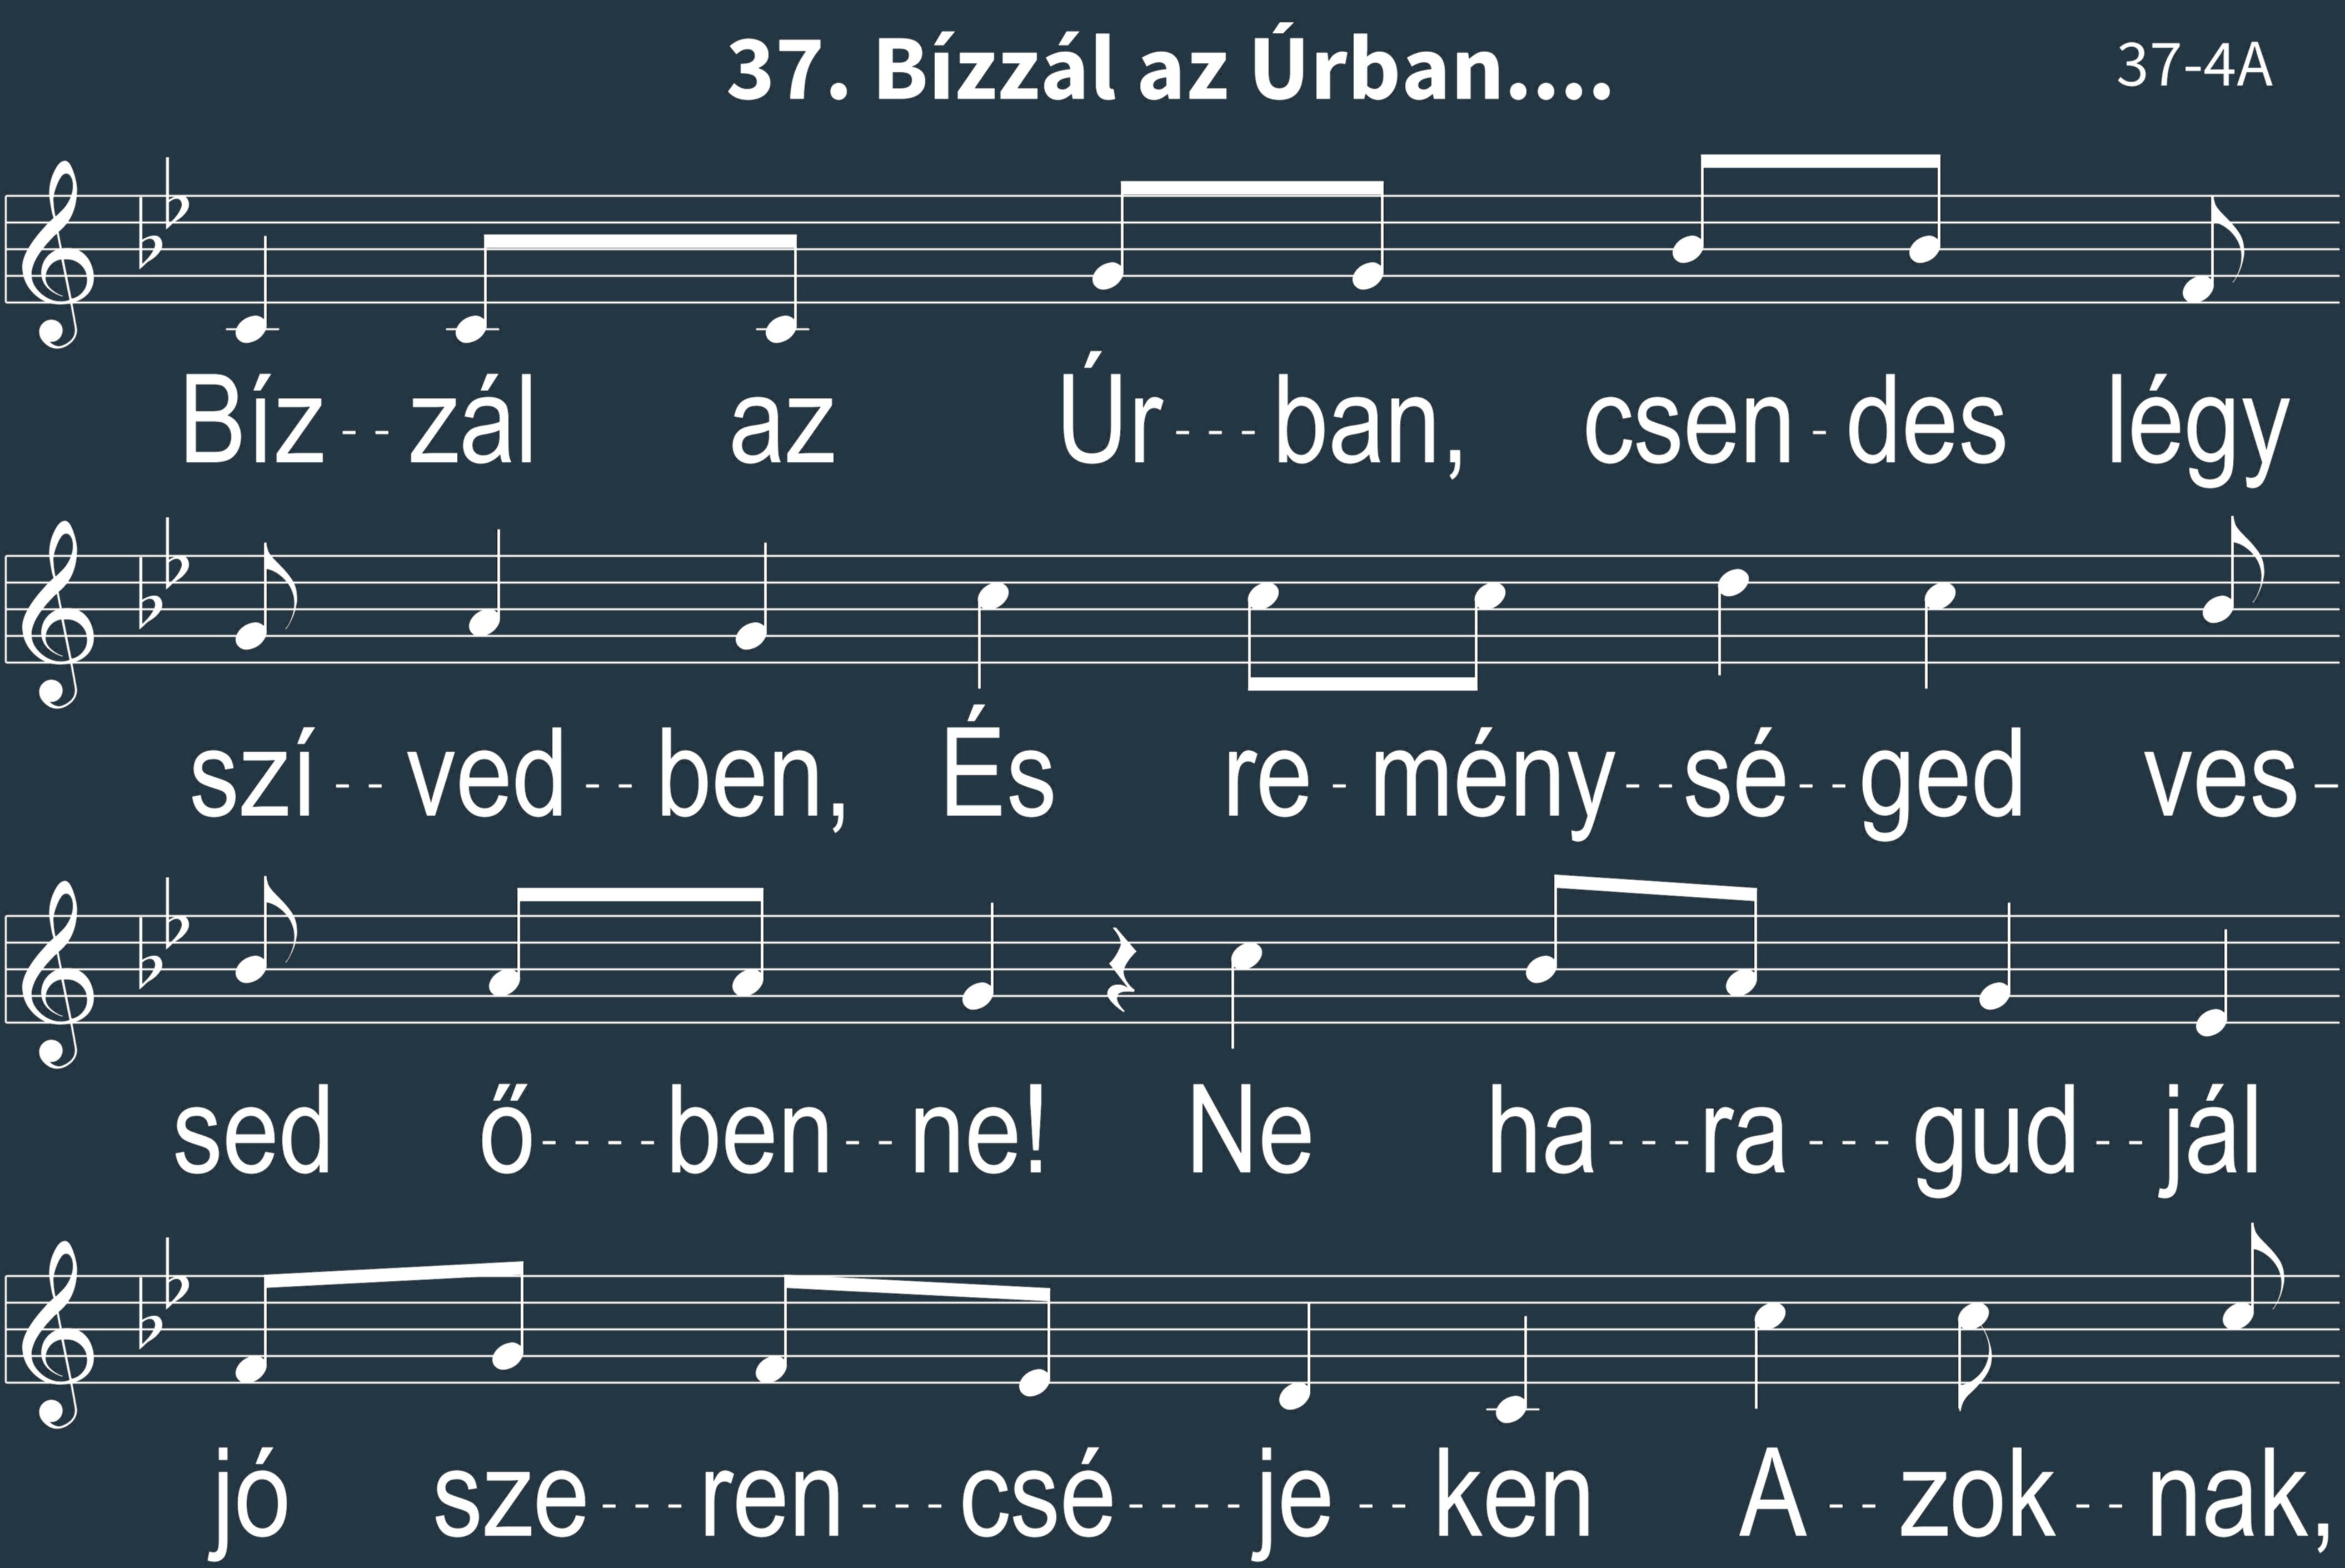 37. Bízzál az Úrban....
37-4A
Bíz--zál az Úr---ban, csen-des légy
szí--ved--ben, És re-mény--sé--ged ves-
sed ő----ben--ne! Ne ha---ra---gud--jál
jó sze---ren---csé----je--ken A--zok--nak,